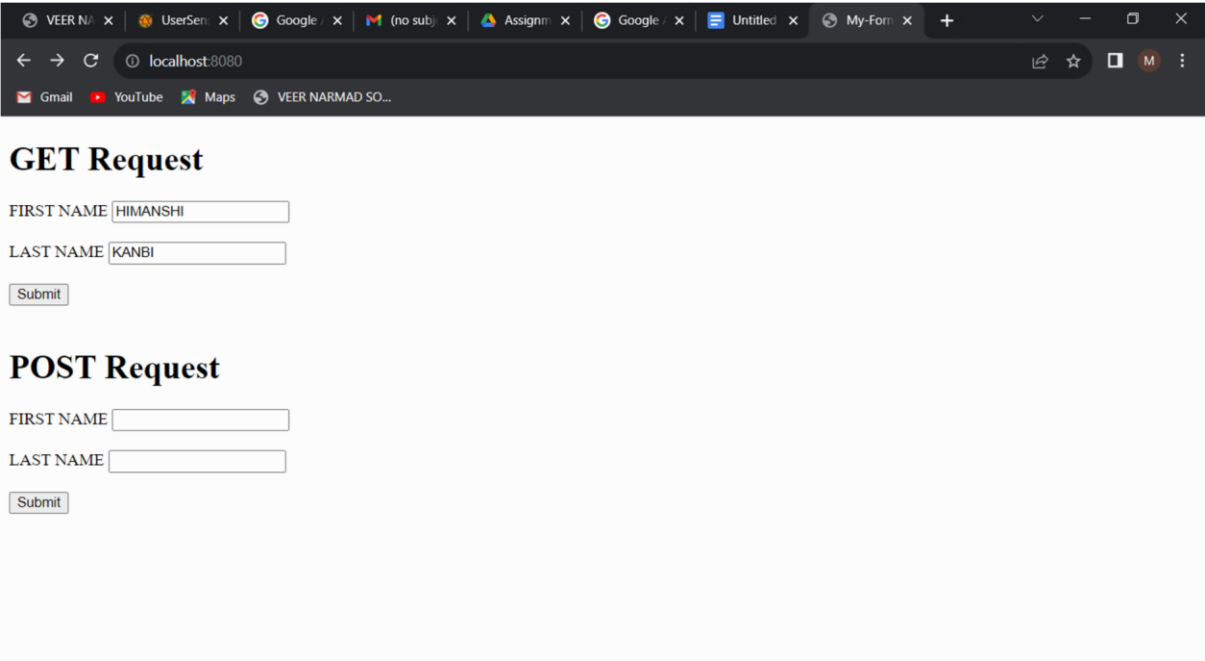 VEER NA UserSen Google / (no subj Assignm Google / Untitled My-Forn
localhost:8080 M
Gmail YouTube Maps VEER NARMAD SO...
GET Request
FIRST NAME HIMANSHI
LAST NAME KANBI
Submit
POST Request
FIRST NAME
LAST NAME
Submit